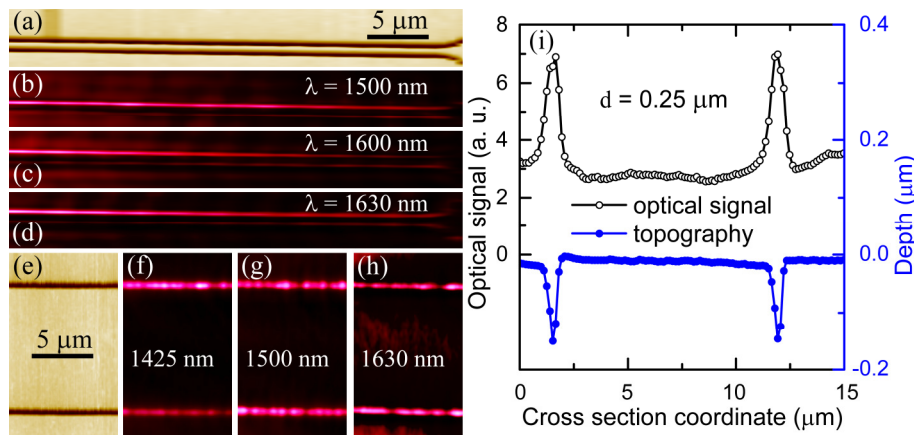 (a)
5 μm
(b)
λ = 1500 nm
(c)
λ = 1600 nm
(d)
λ = 1630 nm
(e)
5 μm
(f)
1425 nm
(g)
1500 nm
(h)
1630 nm
(i)
d = 0.25 μm
optical signal
topography
Optical signal (a. u.)
8
7
6
4
3
2
0
Depth (μm)
0.4
0.2
0.0
-0.2
0
5
10
15
Cross section coordinate (μm)